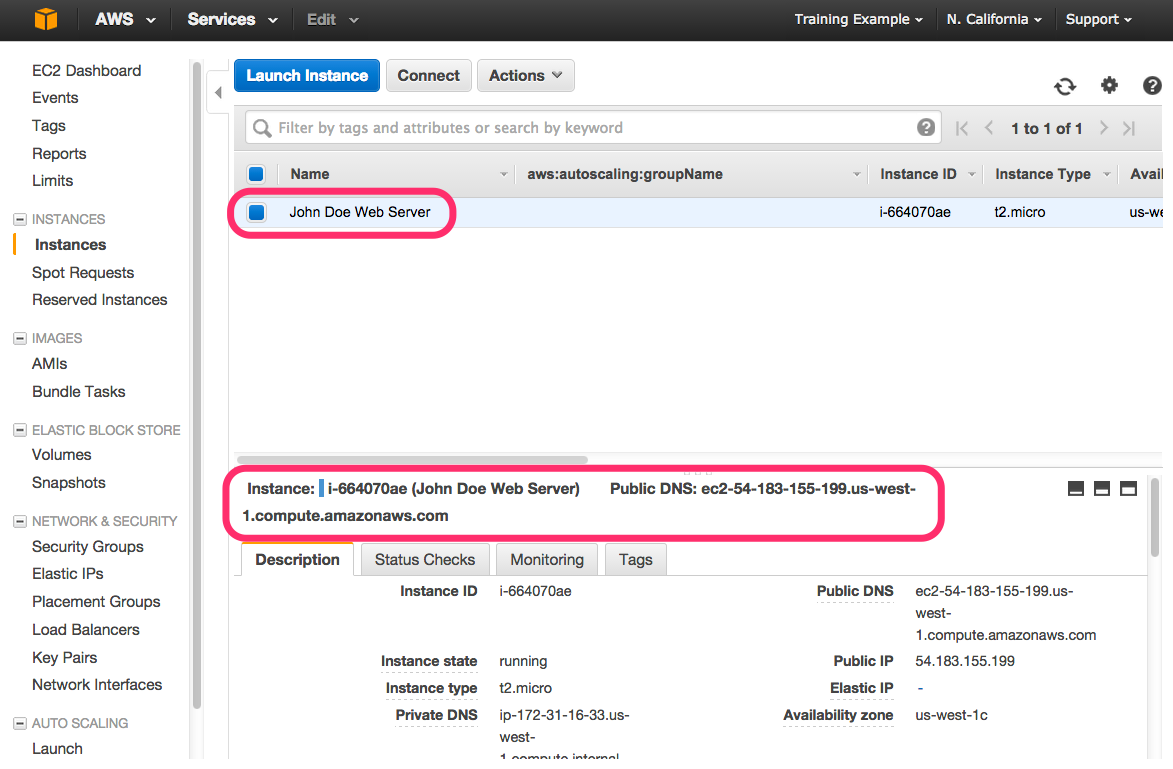 AWS Services Edit Training Example N. California Support
EC2 Dashboard
Events
Tags
Reports
Limits
INSTANCES
Instances
Spot Requests
Reserved Instances
IMAGES
AMIs
Bundle Tasks
ELASTIC BLOCK STORE
Volumes
Snapshots
NETWORK & SECURITY
Security Groups
Elastic IPs
Placement Groups
Load Balancers
Key Pairs
Network Interfaces
AUTO SCALING
Launch
Launch Instance Connect Actions
Filter by tags and attributes or search by keyword 1 to 1 of 1
Name aws:autoscaling:groupName Instance ID Instance Type Avail
John Doe Web Server i-664070ae t2.micro us-we
Instance: i-664070ae (John Doe Web Server) Public DNS: ec2-54-183-155-199.us-west-
1.compute.amazonaws.com
Description Status Checks Monitoring Tags
Instance ID i-664070ae Public DNS ec2-54-183-155-199.us-
west-
1.compute.amazonaws.com
Instance state running Public IP 54.183.155.199
Instance type t2.micro Elastic IP -
Private DNS ip-172-31-16-33.us- Availability zone us-west-1c
west-
1.compute.internal